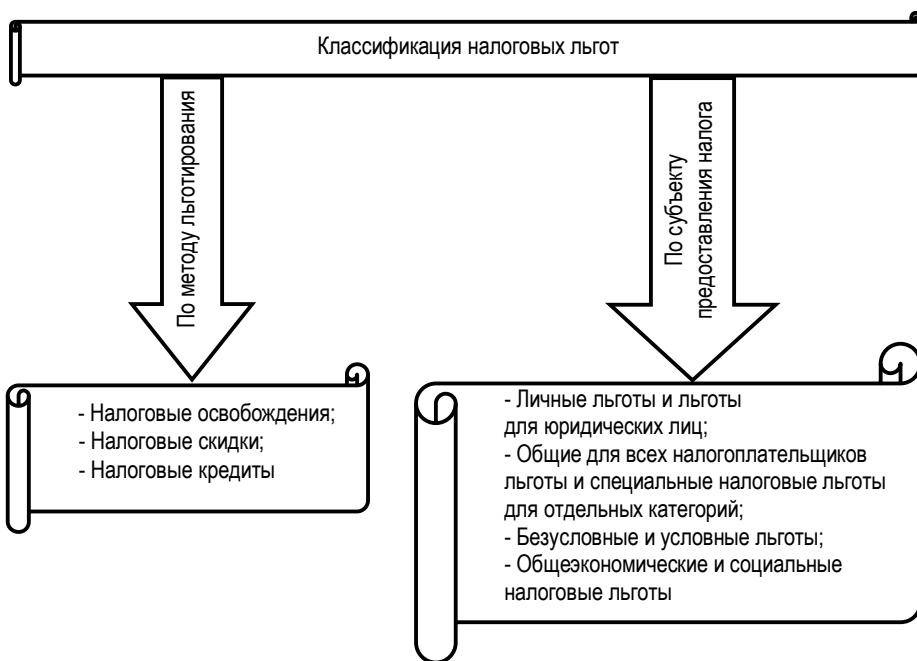 Классификация налоговых льгот
По методу льготирования
По субъекту
предоставления налога
- Налоговые освобождения;
- Налоговые скидки;
- Налоговые кредиты
- Личные льготы и льготы
для юридических лиц;
- Общие для всех налогоплательщиков
льготы и специальные налоговые льготы
для отдельных категорий;
- Безусловные и условные льготы;
- Общеэкономические и социальные
налоговые льготы